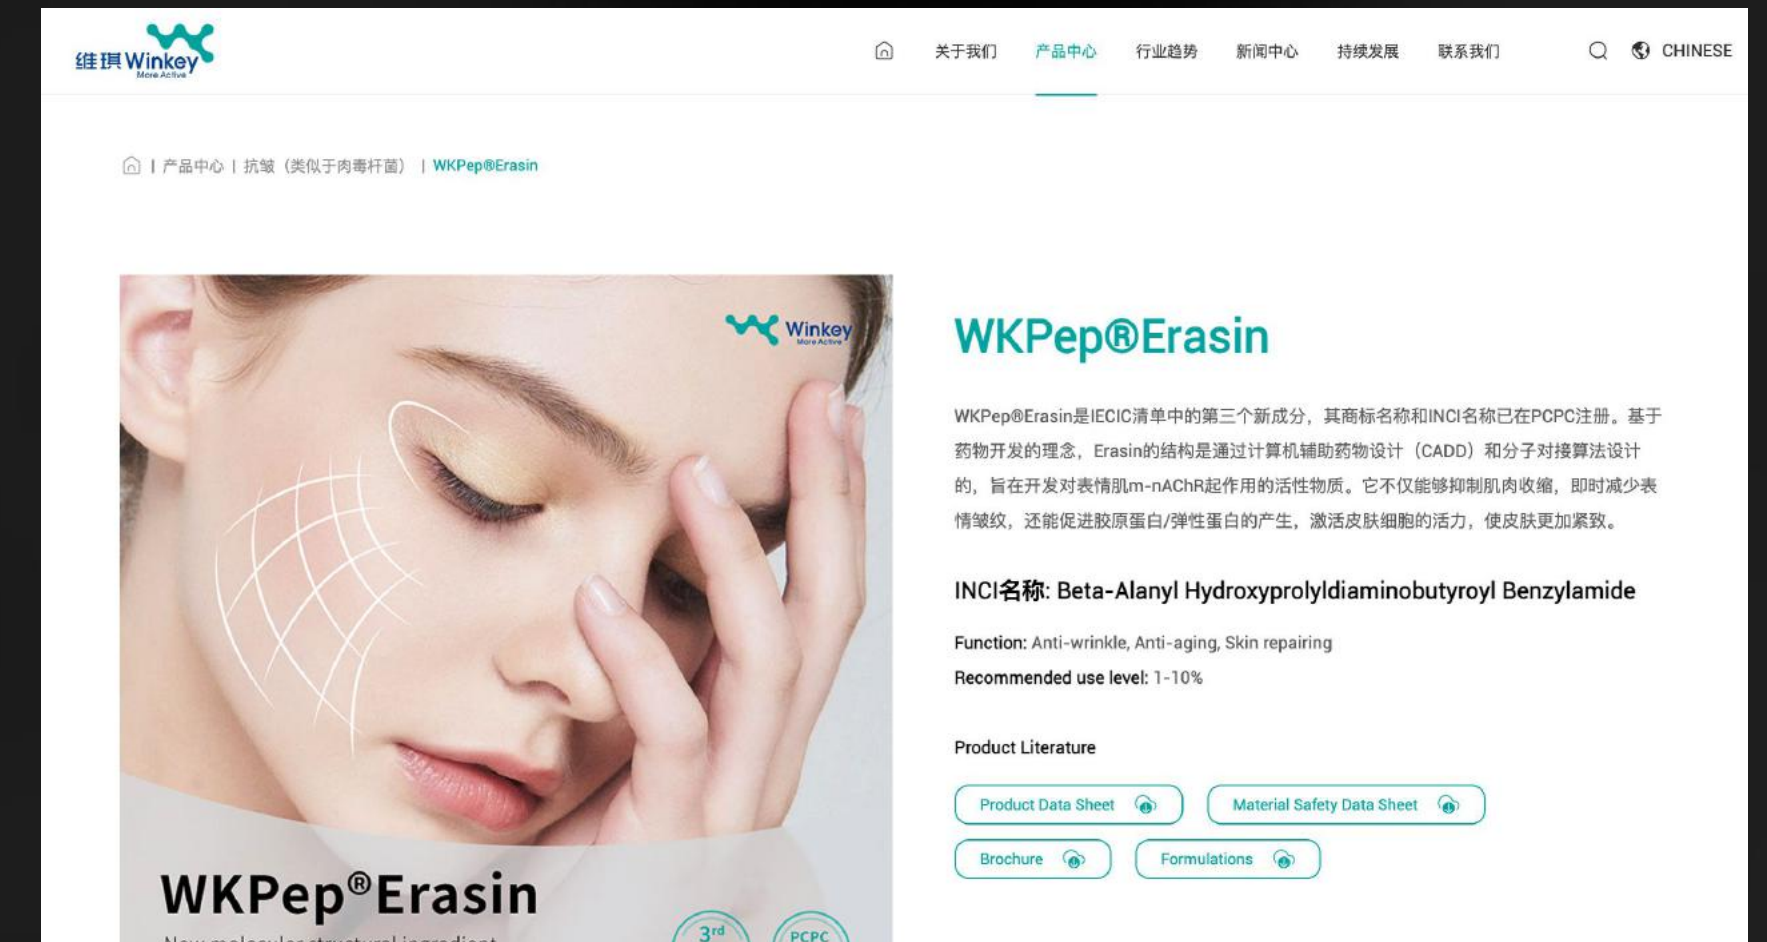 维琪Winkey
More Active
关于我们 产品中心 行业趋势 新闻中心 持续发展 联系我们 CHINESE
| 产品中心 | 抗皱（类似于肉毒杆菌） | WKPep®Erasin
Winkey
More Active
WKPep®Erasin
WKPep®Erasin是IECIC清单中的第三个新成分，其商标名称和INCI名称已在PCPC注册。基于
药物开发的理念，Erasin的结构是通过计算机辅助药物设计（CADD）和分子对接算法设计
的，旨在开发对表情肌m-nAChR起作用的活性物质。它不仅能够抑制肌肉收缩，即时减少表
情皱纹，还能促进胶原蛋白/弹性蛋白的产生，激活皮肤细胞的活力，使皮肤更加紧致。
INCI名称: Beta-Alanyl Hydroxyprolyldiaminobutyroyl Benzylamide
Function: Anti-wrinkle, Anti-aging, Skin repairing
Recommended use level: 1-10%
Product Literature
Product Data Sheet Material Safety Data Sheet
Brochure Formulations
WKPep®Erasin
New molecular structural ingredient
3rd PCPC